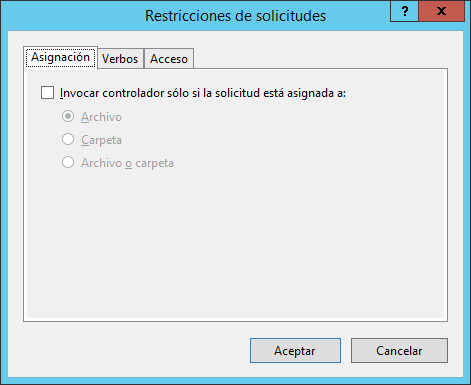 Restricciones de solicitudes
? x
Asignación Verbos Acceso
Invocar controlador sólo si la solicitud está asignada a:
Archivo
Carpeta
Archivo o carpeta
Aceptar Cancelar